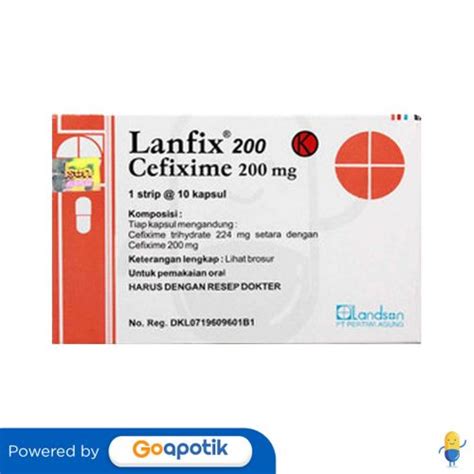 Lanfix® 200
K
Cefixime 200 mg
1 strip @ 10 kapsul
Komposisi :
Tiap kapsul mengandung :
Cefixime trihydrate 224 mg setara dengan
Cefixime 200 mg
Keterangan lengkap : Lihat brosur
Untuk pemakaian oral
HARUS DENGAN RESEP DOKTER
No. Reg. DKL0719609601B1
Landson
PT PERTIWI AGUNG
Powered by
Goapotik